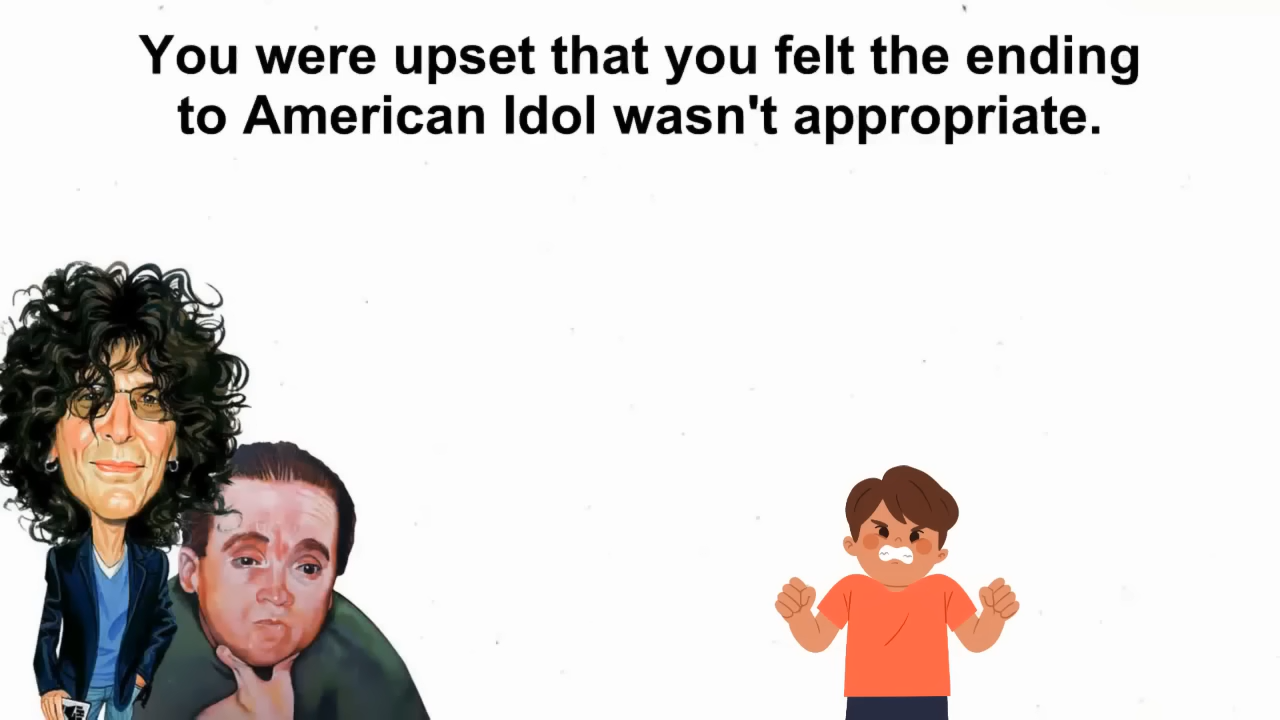 You were upset that you felt the ending
to American Idol wasn't appropriate.